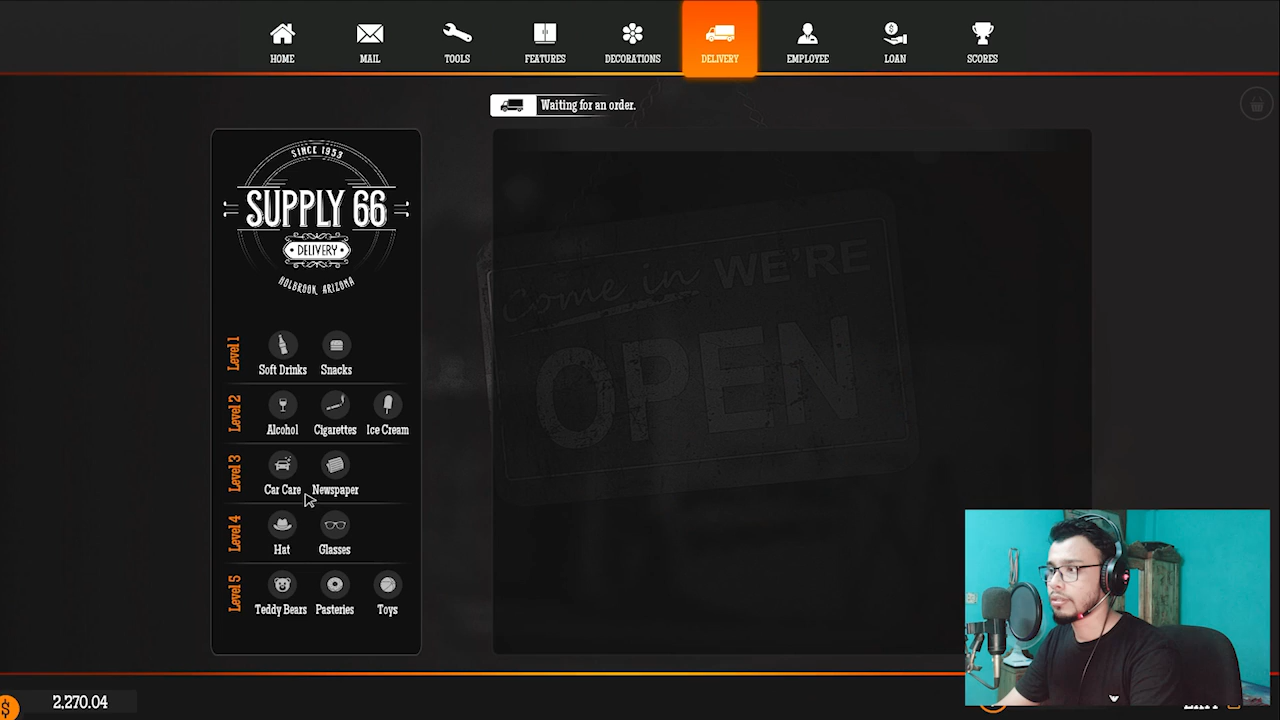 HOME MAIL TOOLS FEATURES DECORATIONS DELIVERY EMPLOYEE LOAN SCORES
Waiting for an order.
SINCE 1953
SUPPLY 66
• DELIVERY •
HOLBROOK, ARIZONA
come in WE'RE
OPEN
Level 1
Soft Drinks Snacks
Level 2
Alcohol Cigarettes Ice Cream
Level 3
Car Care Newspaper
Level 4
Hat Glasses
Level 5
Teddy Bears Pasteries Toys
$ 2,270.04